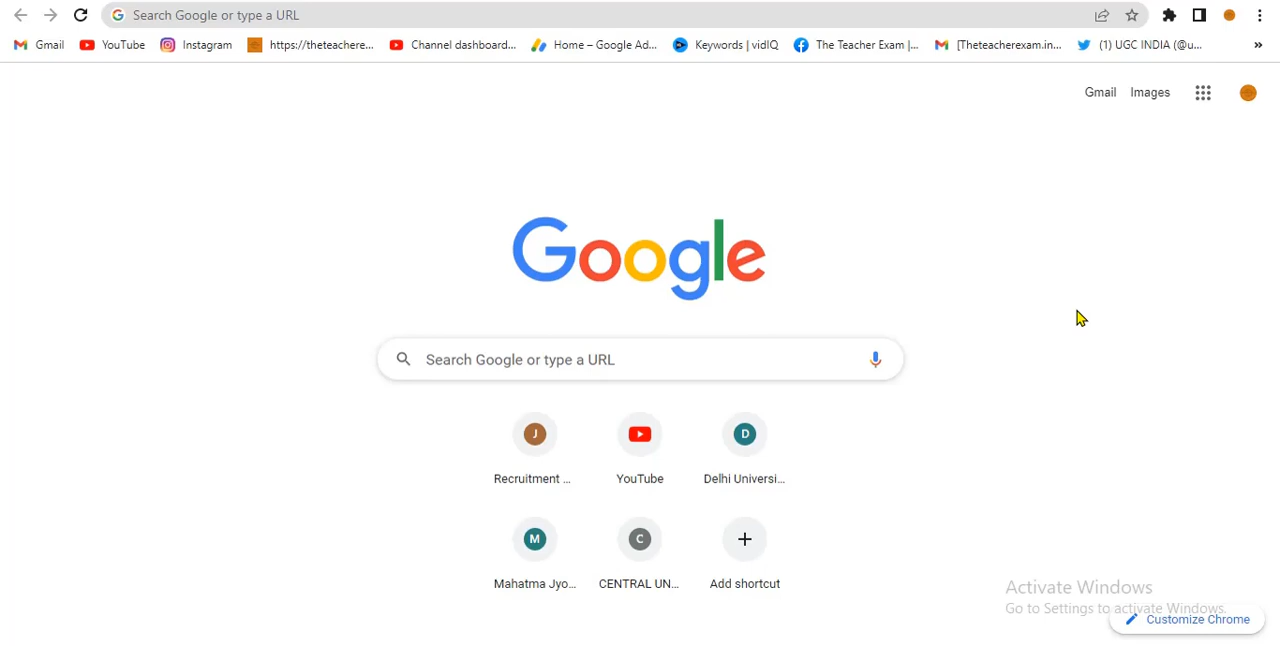 Search Google or type a URL
Gmail YouTube Instagram https://theteachere... Channel dashboard... Home – Google Ad... Keywords | vidIQ The Teacher Exam |... [Theteacherexam.in... (1) UGC INDIA (@u... »
Gmail Images
Google
Search Google or type a URL
J D
Recruitment ... YouTube Delhi Universi...
M C
Mahatma Jyo... CENTRAL UN... Add shortcut
Activate Windows
Go to Settings to activate Windows.
Customize Chrome